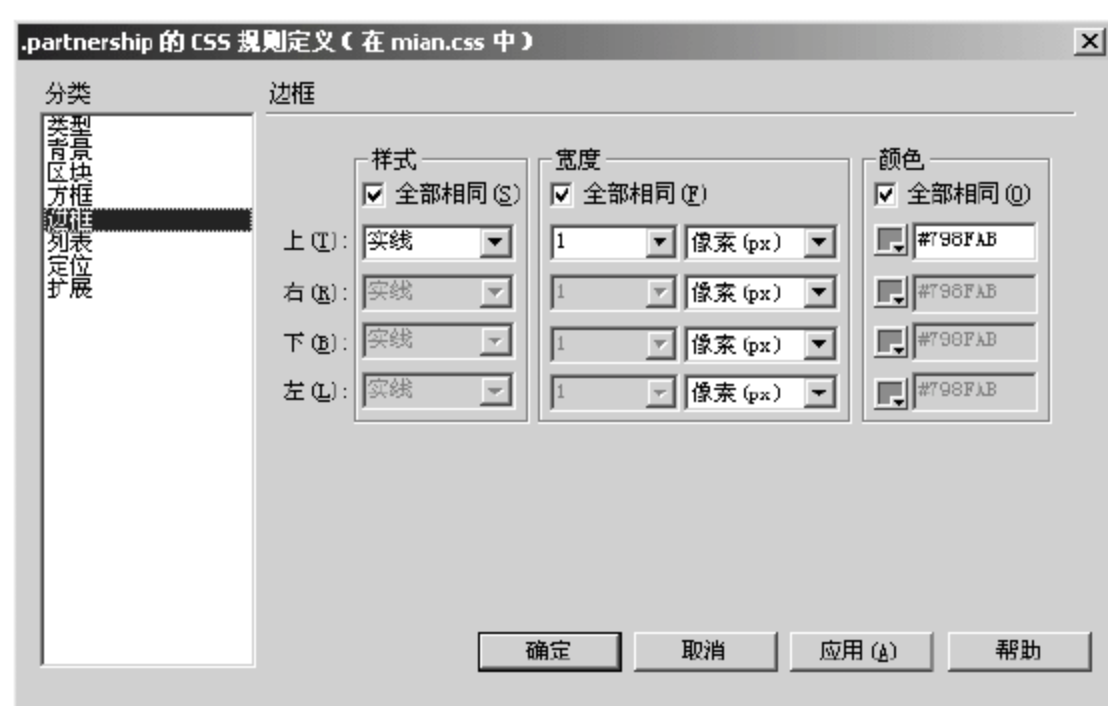 .partnership 的 CSS 规则定义（在 mian.css 中）
分类
边框
类型
背景
区块
方框
边框
列表
定位
扩展
样式 宽度 颜色
全部相同(S) 全部相同(F) 全部相同(O)
上(T): 实线 1 像素(px) #798FAB
右(R): 实线 1 像素(px) #798FAB
下(B): 实线 1 像素(px) #798FAB
左(L): 实线 1 像素(px) #798FAB
确定 取消 应用(A) 帮助